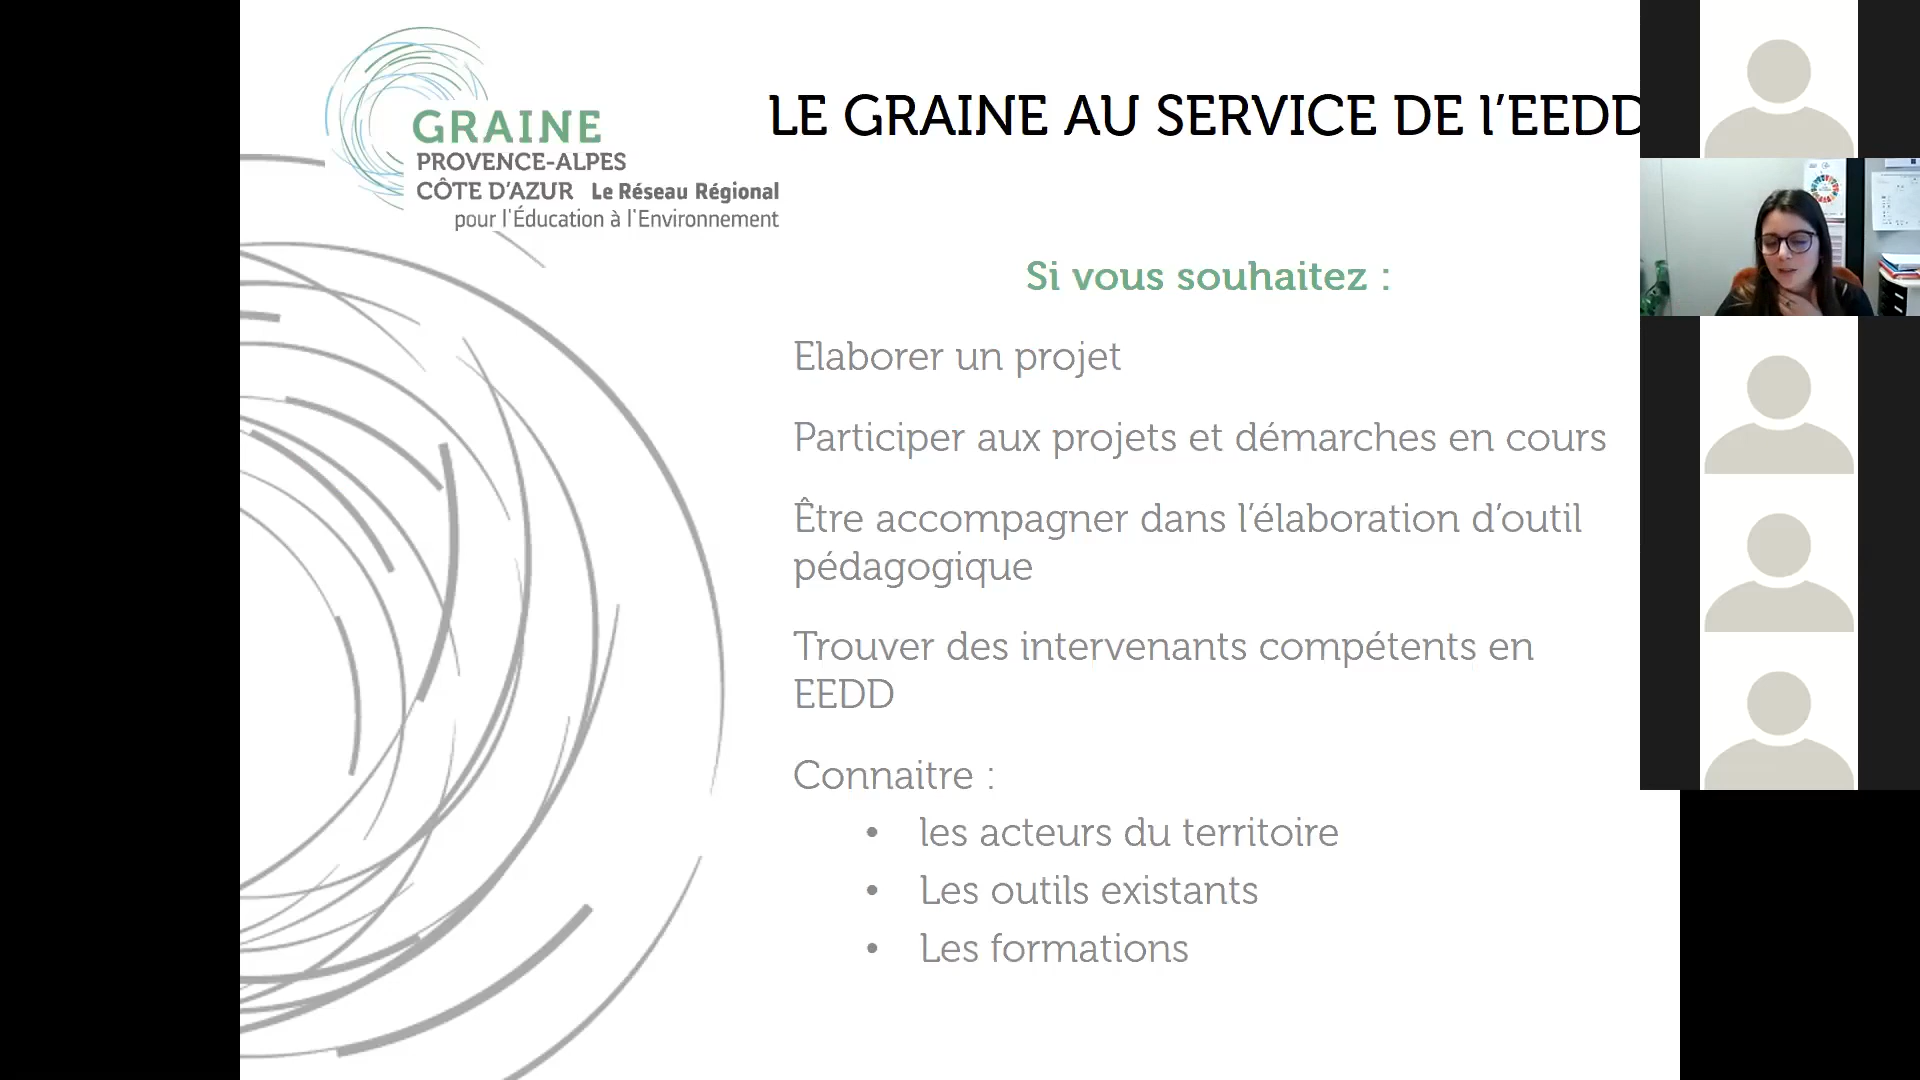 GRAINE
PROVENCE-ALPES
CÔTE D'AZUR Le Réseau Régional
pour l'Éducation à l'Environnement
LE GRAINE AU SERVICE DE l'EEDD
Si vous souhaitez :
Elaborer un projet
Participer aux projets et démarches en cours
Être accompagner dans l'élaboration d'outil
pédagogique
Trouver des intervenants compétents en
EEDD
Connaitre :
• les acteurs du territoire
• Les outils existants
• Les formations